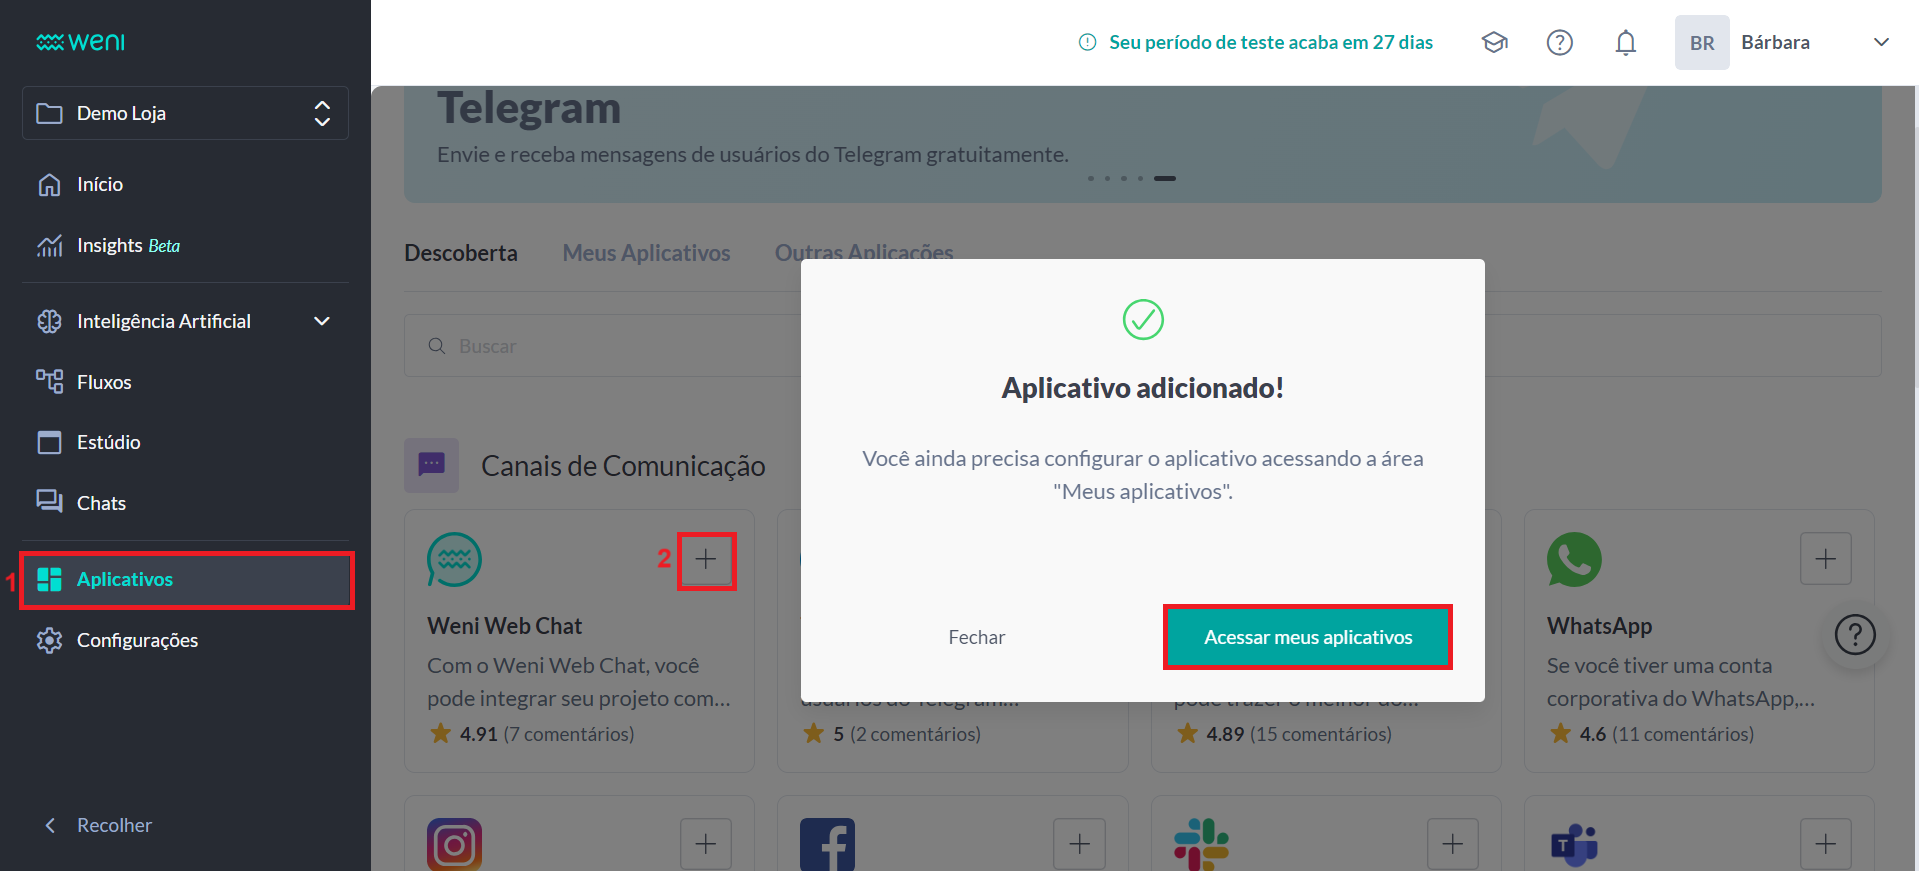 weni
Seu período de teste acaba em 27 dias
BR
Bárbara
Demo Loja
Início
Insights Beta
Inteligência Artificial
Fluxos
Estúdio
Chats
1
Aplicativos
Configurações
Recolher
Telegram
Envie e receba mensagens de usuários do Telegram gratuitamente.
Descoberta
Meus Aplicativos
Outras Aplicações
Buscar
Aplicativo adicionado!
Você ainda precisa configurar o aplicativo acessando a área
"Meus aplicativos".
Fechar
Acessar meus aplicativos
Canais de Comunicação
2
Weni Web Chat
Com o Weni Web Chat, você
pode integrar seu projeto com...
4.91 (7 comentários)
usuários do Telegram...
5 (2 comentários)
pode trazer o melhor do...
4.89 (15 comentários)
WhatsApp
Se você tiver uma conta
corporativa do WhatsApp,...
4.6 (11 comentários)
T